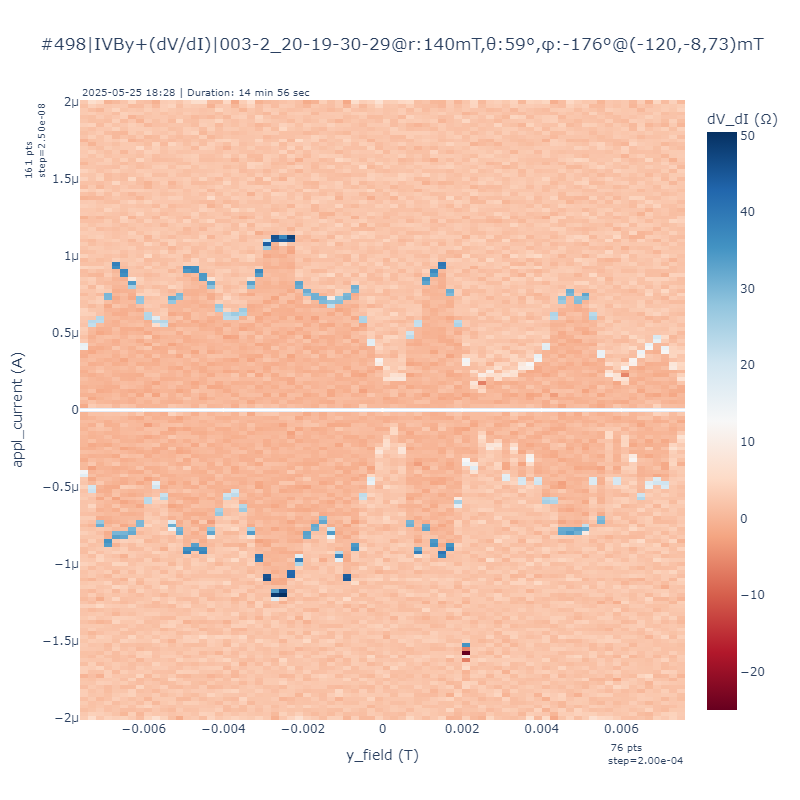 #498|IVBy+(dV/dI)|003-2_20-19-30-29@r:140mT,θ:59º,φ:-176º@(-120,-8,73)mT
2025-05-25 18:28 | Duration: 14 min 56 sec
161 pts
step=2.50e-08
appl_current (A)
2μ
1.5μ
1μ
0.5μ
0
−0.5μ
−1μ
−1.5μ
−2μ
−0.006
−0.004
−0.002
0
0.002
0.004
0.006
y_field (T)
76 pts
step=2.00e-04
dV_dI (Ω)
50
40
30
20
10
0
−10
−20